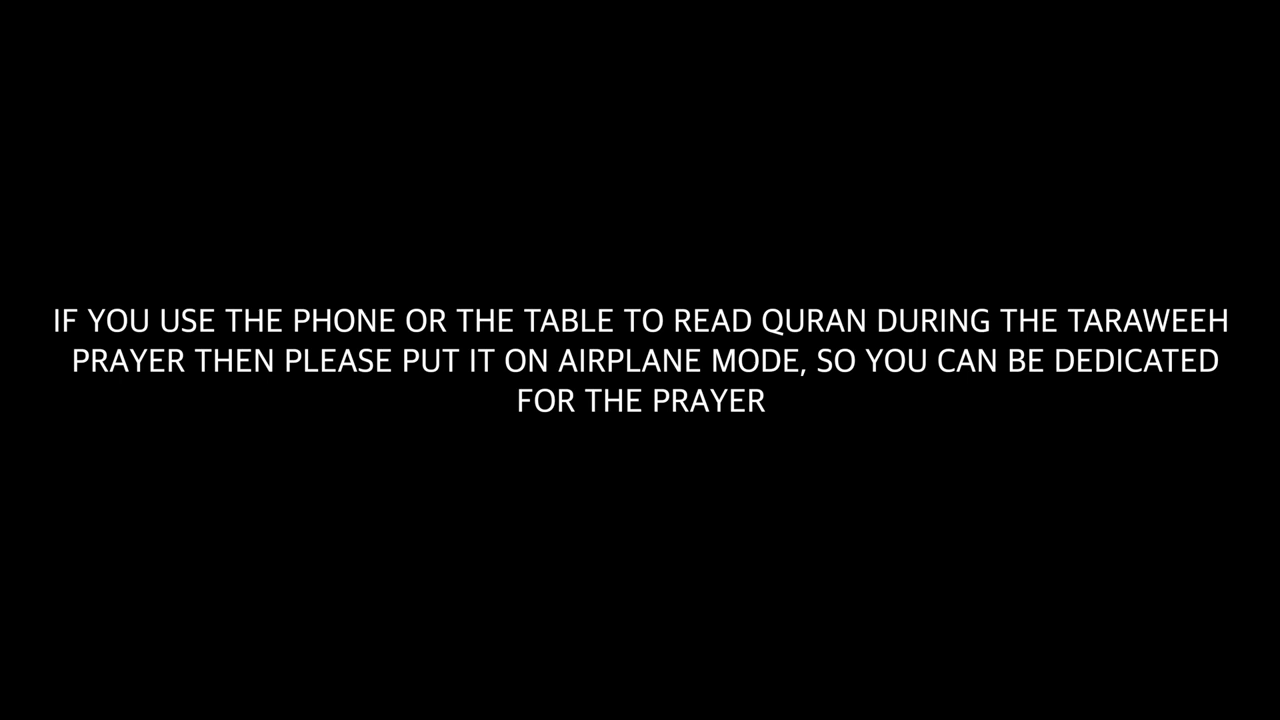 IF YOU USE THE PHONE OR THE TABLE TO READ QURAN DURING THE TARAWEEH
PRAYER THEN PLEASE PUT IT ON AIRPLANE MODE, SO YOU CAN BE DEDICATED
FOR THE PRAYER